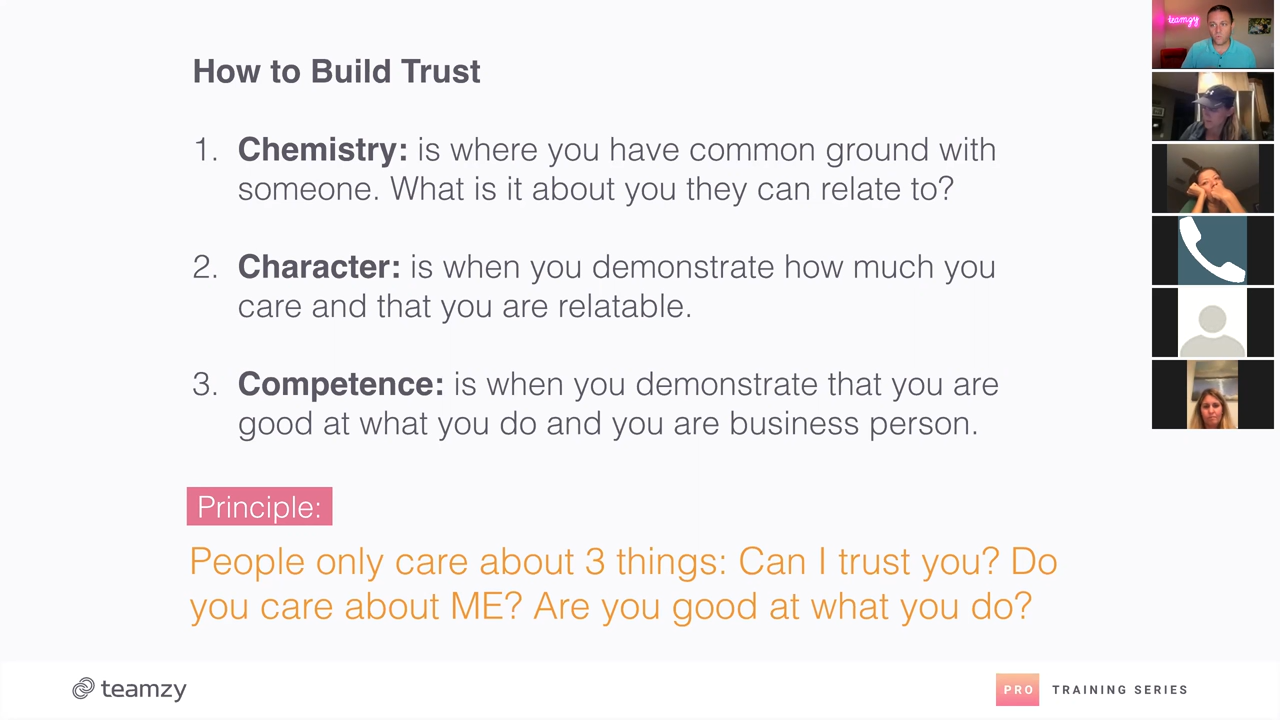 How to Build Trust
1. Chemistry: is where you have common ground with
someone. What is it about you they can relate to?
2. Character: is when you demonstrate how much you
care and that you are relatable.
3. Competence: is when you demonstrate that you are
good at what you do and you are business person.
Principle:
People only care about 3 things: Can I trust you? Do
you care about ME? Are you good at what you do?
teamzy
PRO TRAINING SERIES
teamzy